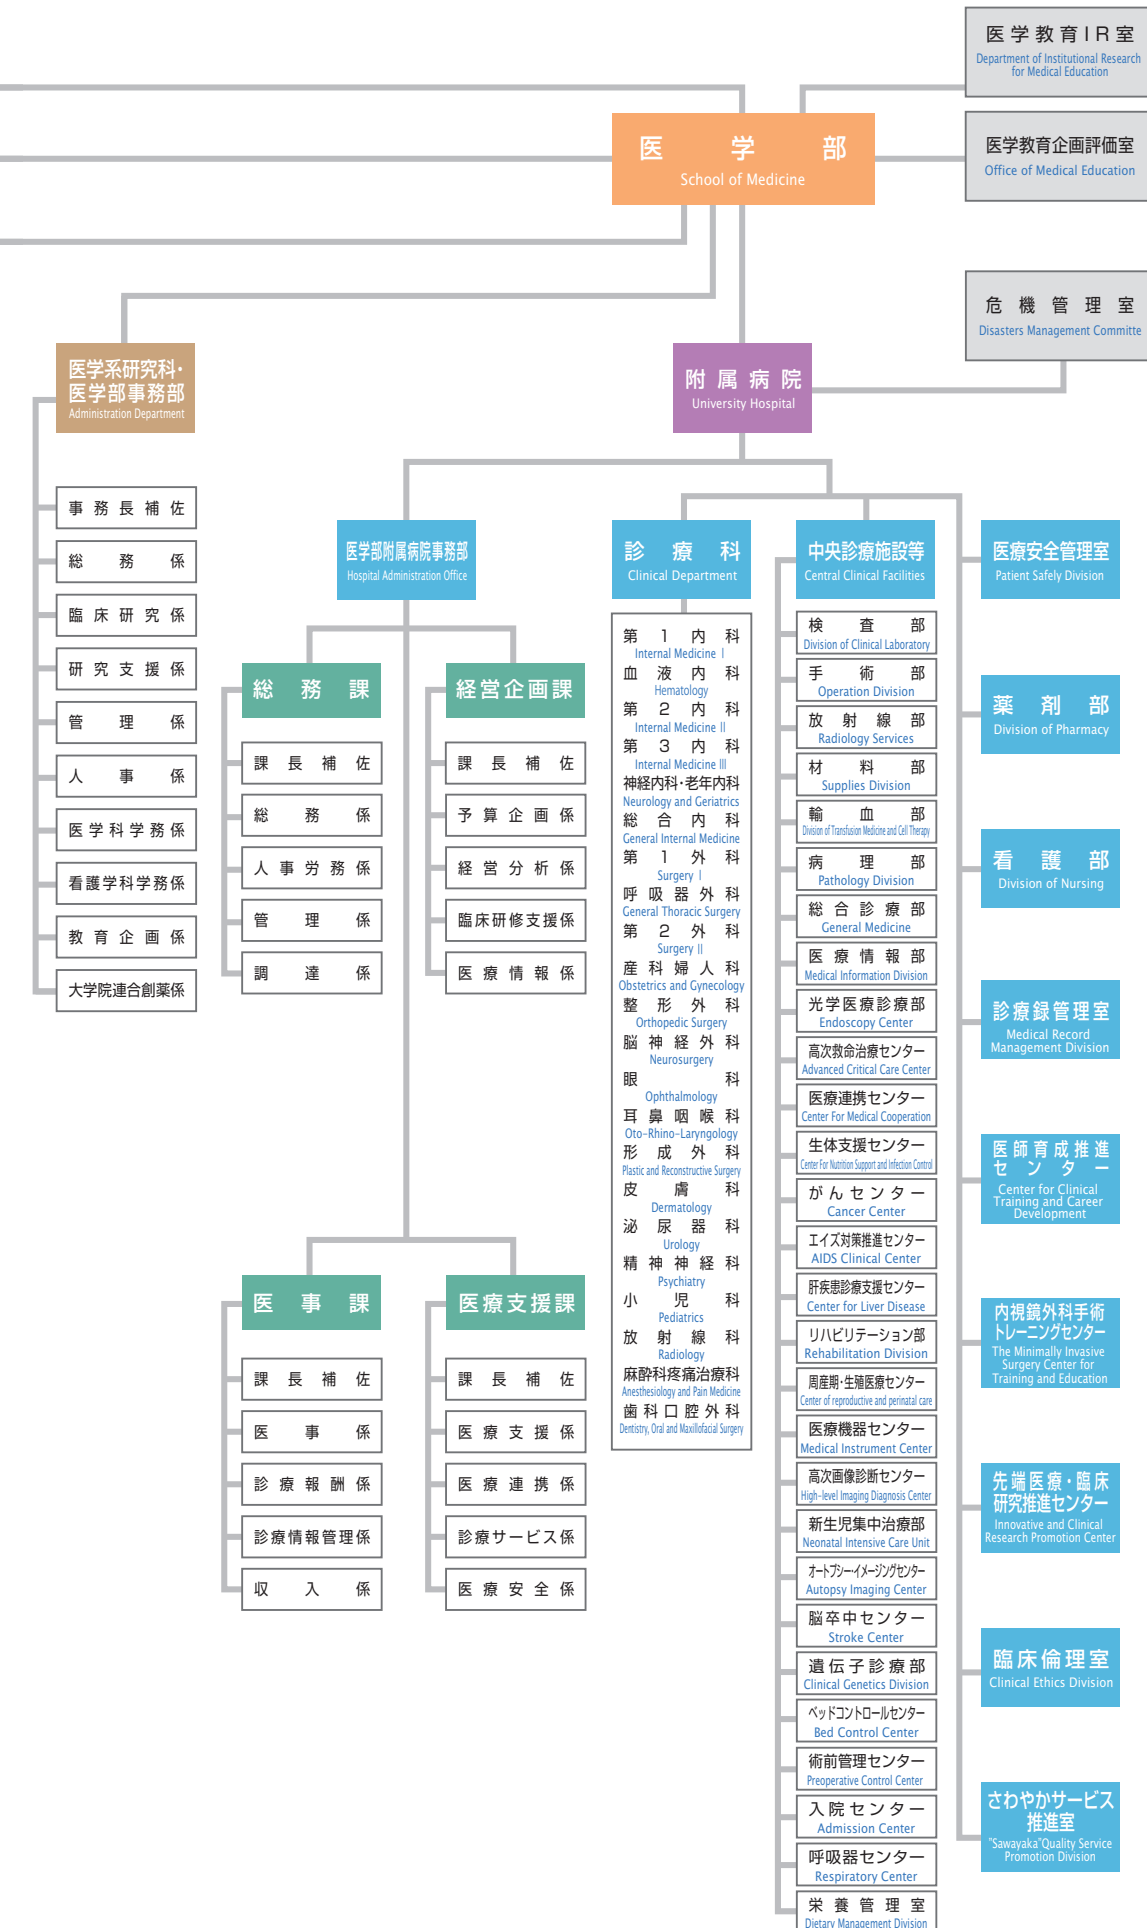 医学教育IR室
Department of Institutional Research
for Medical Education
医学部
School of Medicine
医学教育企画評価室
Office of Medical Education
危機管理室
Disasters Management Committe
医学系研究科・
医学部事務部
Administration Department
附属病院
University Hospital
事務長補佐
総務係
臨床研究係
研究支援係
管理係
人事係
医学科学務係
看護学科学務係
教育企画係
大学院連合創薬係
医学部附属病院事務部
Hospital Administration Office
総務課
課長補佐
総務係
人事労務係
管理係
調達係
経営企画課
課長補佐
予算企画係
経営分析係
臨床研修支援係
医療情報係
医事課
課長補佐
医事係
診療報酬係
診療情報管理係
収入係
医療支援課
課長補佐
医療支援係
医療連携係
診療サービス係
医療安全係
診療科
Clinical Department
第1内科
Internal Medicine Ⅰ
血液内科
Hematology
第2内科
Internal Medicine Ⅱ
第3内科
Internal Medicine Ⅲ
神経内科・老年内科
Neurology and Geriatrics
総合内科
General Internal Medicine
第1外科
Surgery Ⅰ
呼吸器外科
General Thoracic Surgery
第2外科
Surgery Ⅱ
産科婦人科
Obstetrics and Gynecology
整形外科
Orthopedic Surgery
脳神経外科
Neurosurgery
眼科
Ophthalmology
耳鼻咽喉科
Oto-Rhino-Laryngology
形成外科
Plastic and Reconstructive Surgery
皮膚科
Dermatology
泌尿器科
Urology
精神神経科
Psychiatry
小児科
Pediatrics
放射線科
Radiology
麻酔科疼痛治療科
Anesthesiology and Pain Medicine
歯科口腔外科
Dentistry, Oral and Maxillofacial Surgery
中央診療施設等
Central Clinical Facilities
検査部
Division of Clinical Laboratory
手術部
Operation Division
放射線部
Radiology Services
材料部
Supplies Division
輸血部
Division of Transfusion Medicine and Cell Therapy
病理部
Pathology Division
総合診療部
General Medicine
医療情報部
Medical Information Division
光学医療診療部
Endoscopy Center
高次救命治療センター
Advanced Critical Care Center
医療連携センター
Center For Medical Cooperation
生体支援センター
Center For Nutrition Support and Infection Control
がんセンター
Cancer Center
エイズ対策推進センター
AIDS Clinical Center
肝疾患診療支援センター
Center for Liver Disease
リハビリテーション部
Rehabilitation Division
周産期・生殖医療センター
Center of reproductive and perinatal care
医療機器センター
Medical Instrument Center
高次画像診断センター
High-level Imaging Diagnosis Center
新生児集中治療部
Neonatal Intensive Care Unit
オートプシー・イメージングセンター
Autopsy Imaging Center
脳卒中センター
Stroke Center
遺伝子診療部
Clinical Genetics Division
ベッドコントロールセンター
Bed Control Center
術前管理センター
Preoperative Control Center
入院センター
Admission Center
呼吸器センター
Respiratory Center
栄養管理室
Dietary Management Division
医療安全管理室
Patient Safely Division
薬剤部
Division of Pharmacy
看護部
Division of Nursing
診療録管理室
Medical Record
Management Division
医師育成推進
センター
Center for Clinical
Training and Career
Development
内視鏡外科手術
トレーニングセンター
The Minimally Invasive
Surgery Center for
Training and Education
先端医療・臨床
研究推進センター
Innovative and Clinical
Research Promotion Center
臨床倫理室
Clinical Ethics Division
さわやかサービス
推進室
"Sawayaka"Quality Service
Promotion Division